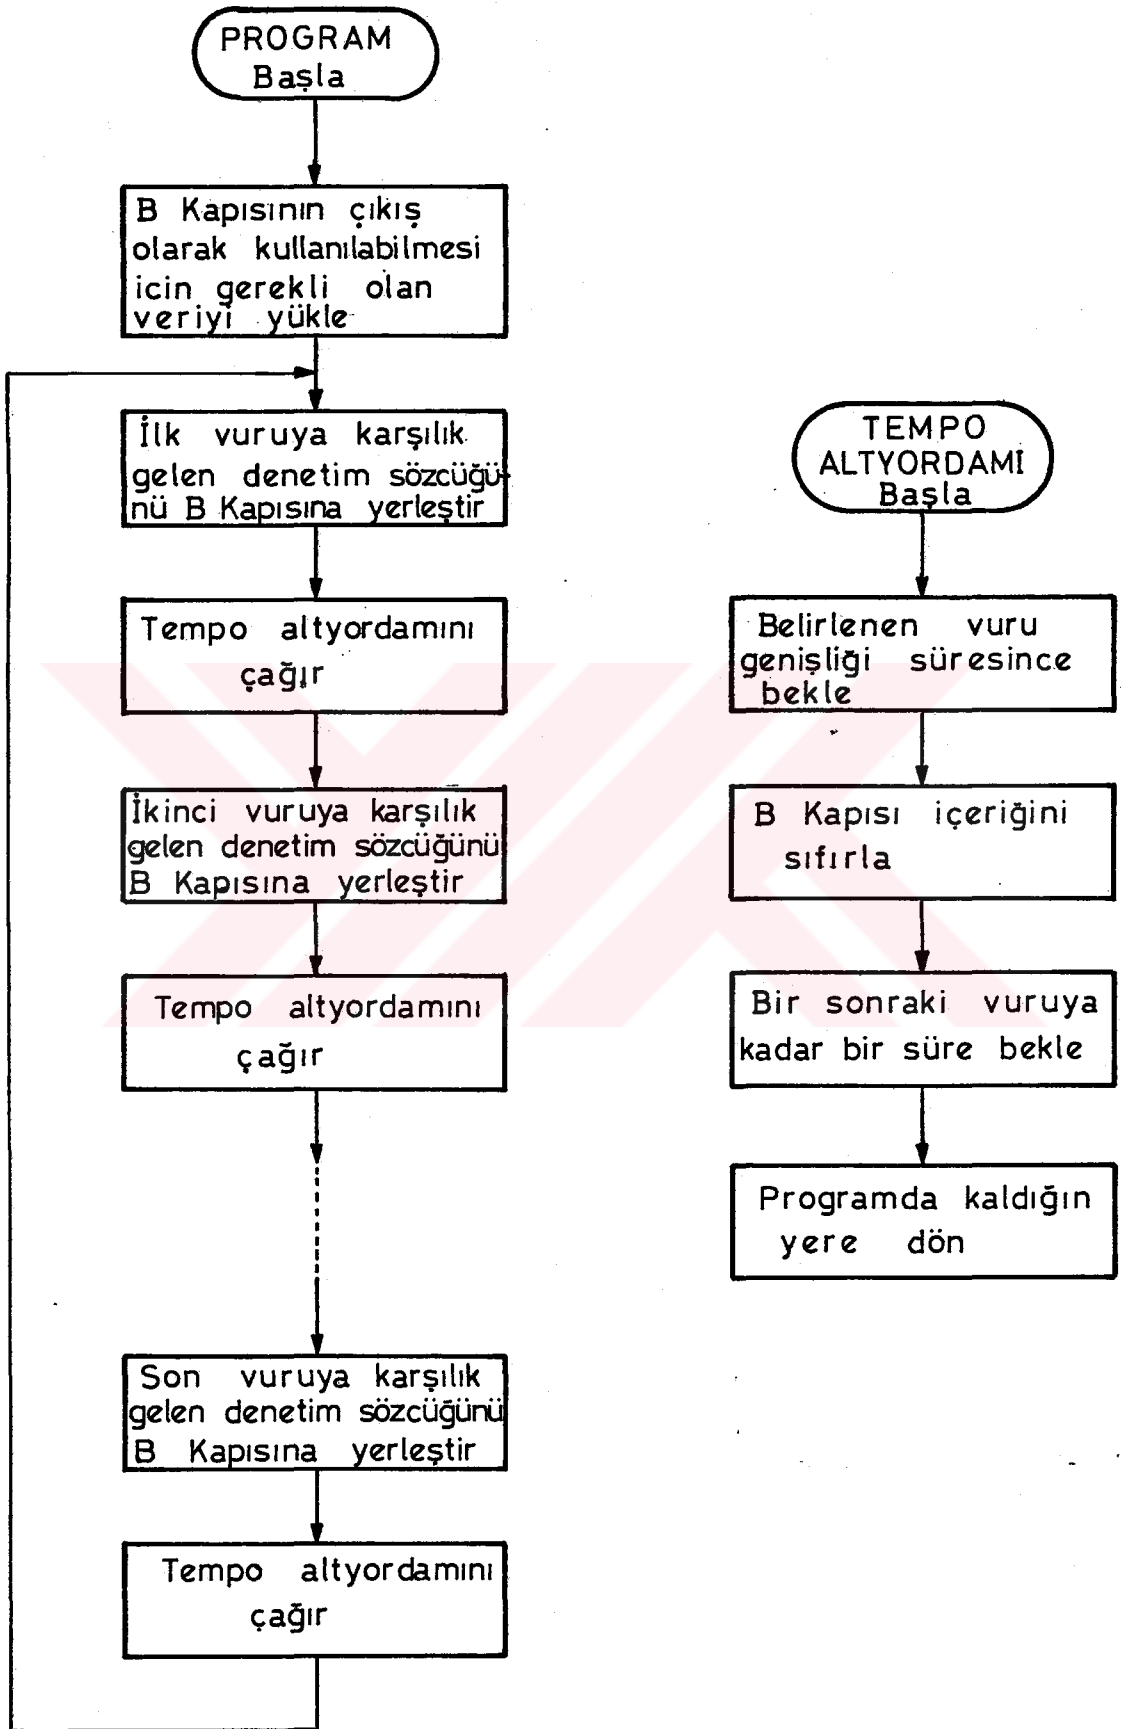 PROGRAM
Başla
B Kapısının çıkış
olarak kullanılabilmesi
icin gerekli olan
veriyi yükle
İlk vuruya karşılık
gelen denetim sözcüğü-
nü B Kapısına yerleştir
Tempo altyordamını
çağır
İkinci vuruya karşılık
gelen denetim sözcüğünü
B Kapısına yerleştir
Tempo altyordamını
çağır
Son vuruya karşılık
gelen denetim sözcüğünü
B Kapısına yerleştir
Tempo altyordamını
çağır
TEMPO
ALTYORDAMİ
Başla
Belirlenen vuru
genişliği süresince
bekle
B Kapısı içeriğini
sıfırla
Bir sonraki vuruya
kadar bir süre bekle
Programda kaldığın
yere dön